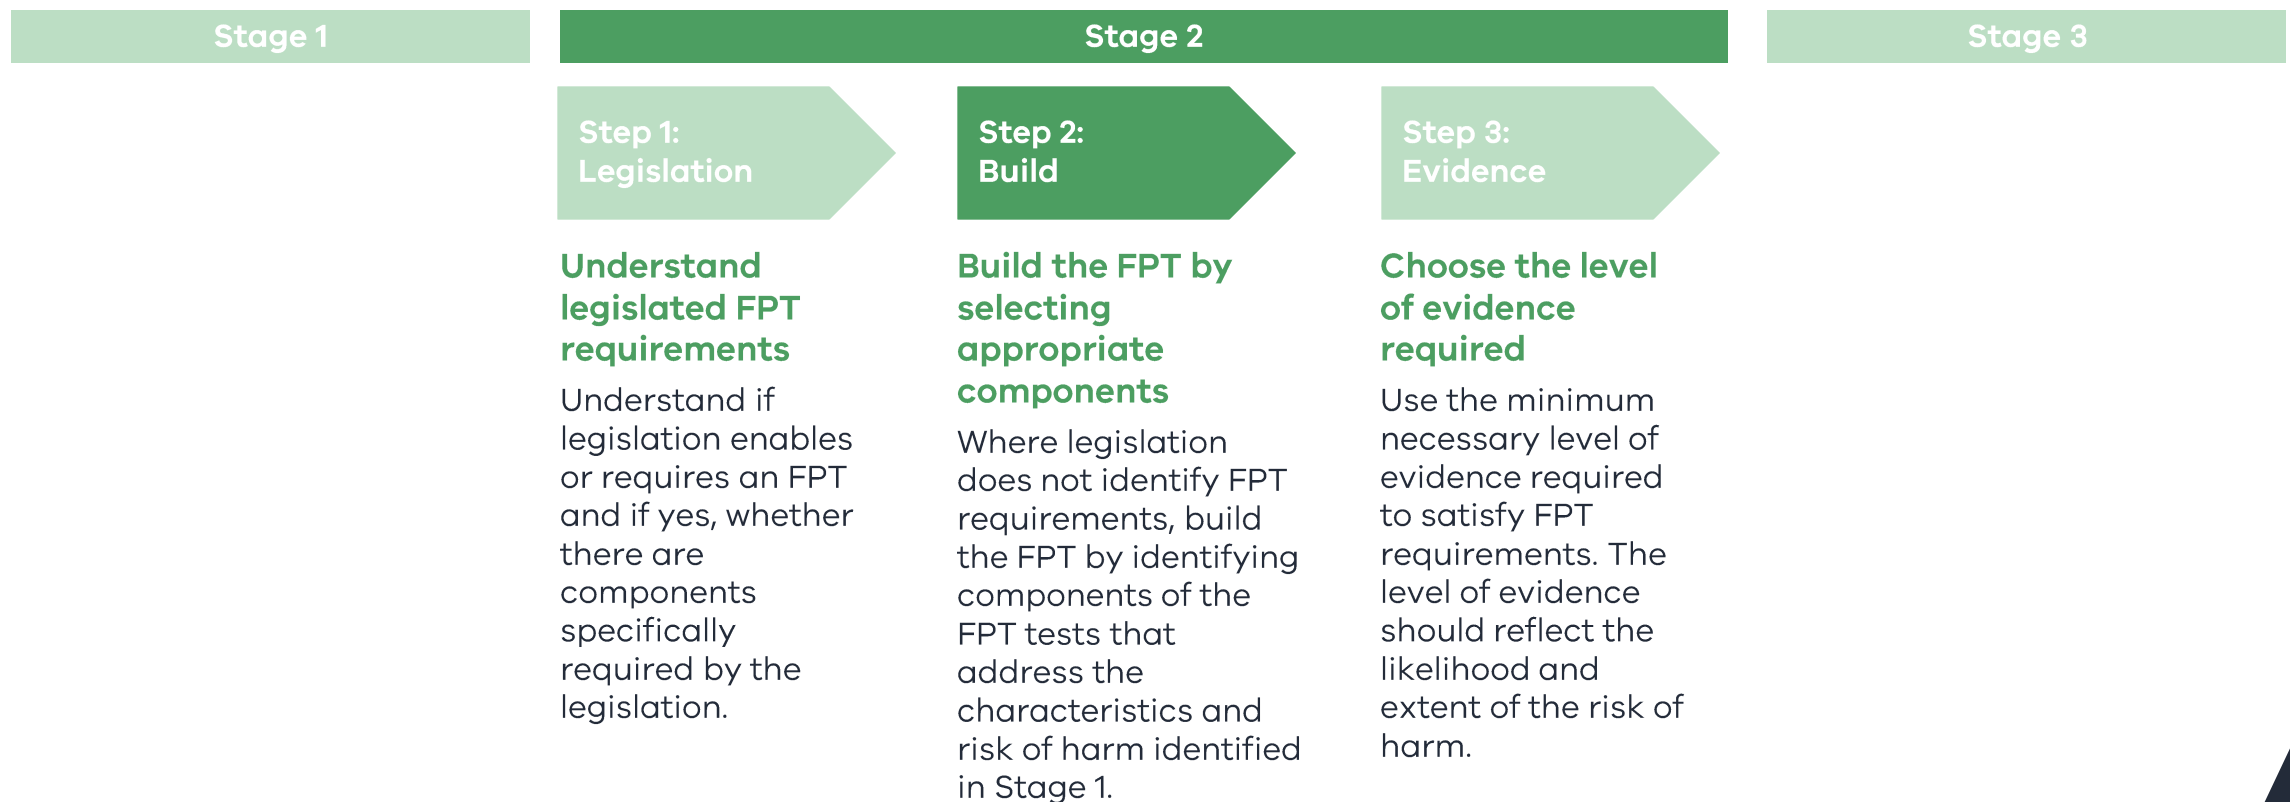 Stage 1
Stage 2
Stage 3
Step 1:
Legislation
Understand
legislated FPT
requirements
Understand if
legislation enables
or requires an FPT
and if yes, whether
there are
components
specifically
required by the
legislation.
Step 2:
Build
Build the FPT by
selecting
appropriate
components
Where legislation
does not identify FPT
requirements, build
the FPT by identifying
components of the
FPT tests that
address the
characteristics and
risk of harm identified
in Stage 1.
Step 3:
Evidence
Choose the level
of evidence
required
Use the minimum
necessary level of
evidence required
to satisfy FPT
requirements. The
level of evidence
should reflect the
likelihood and
extent of the risk of
harm.